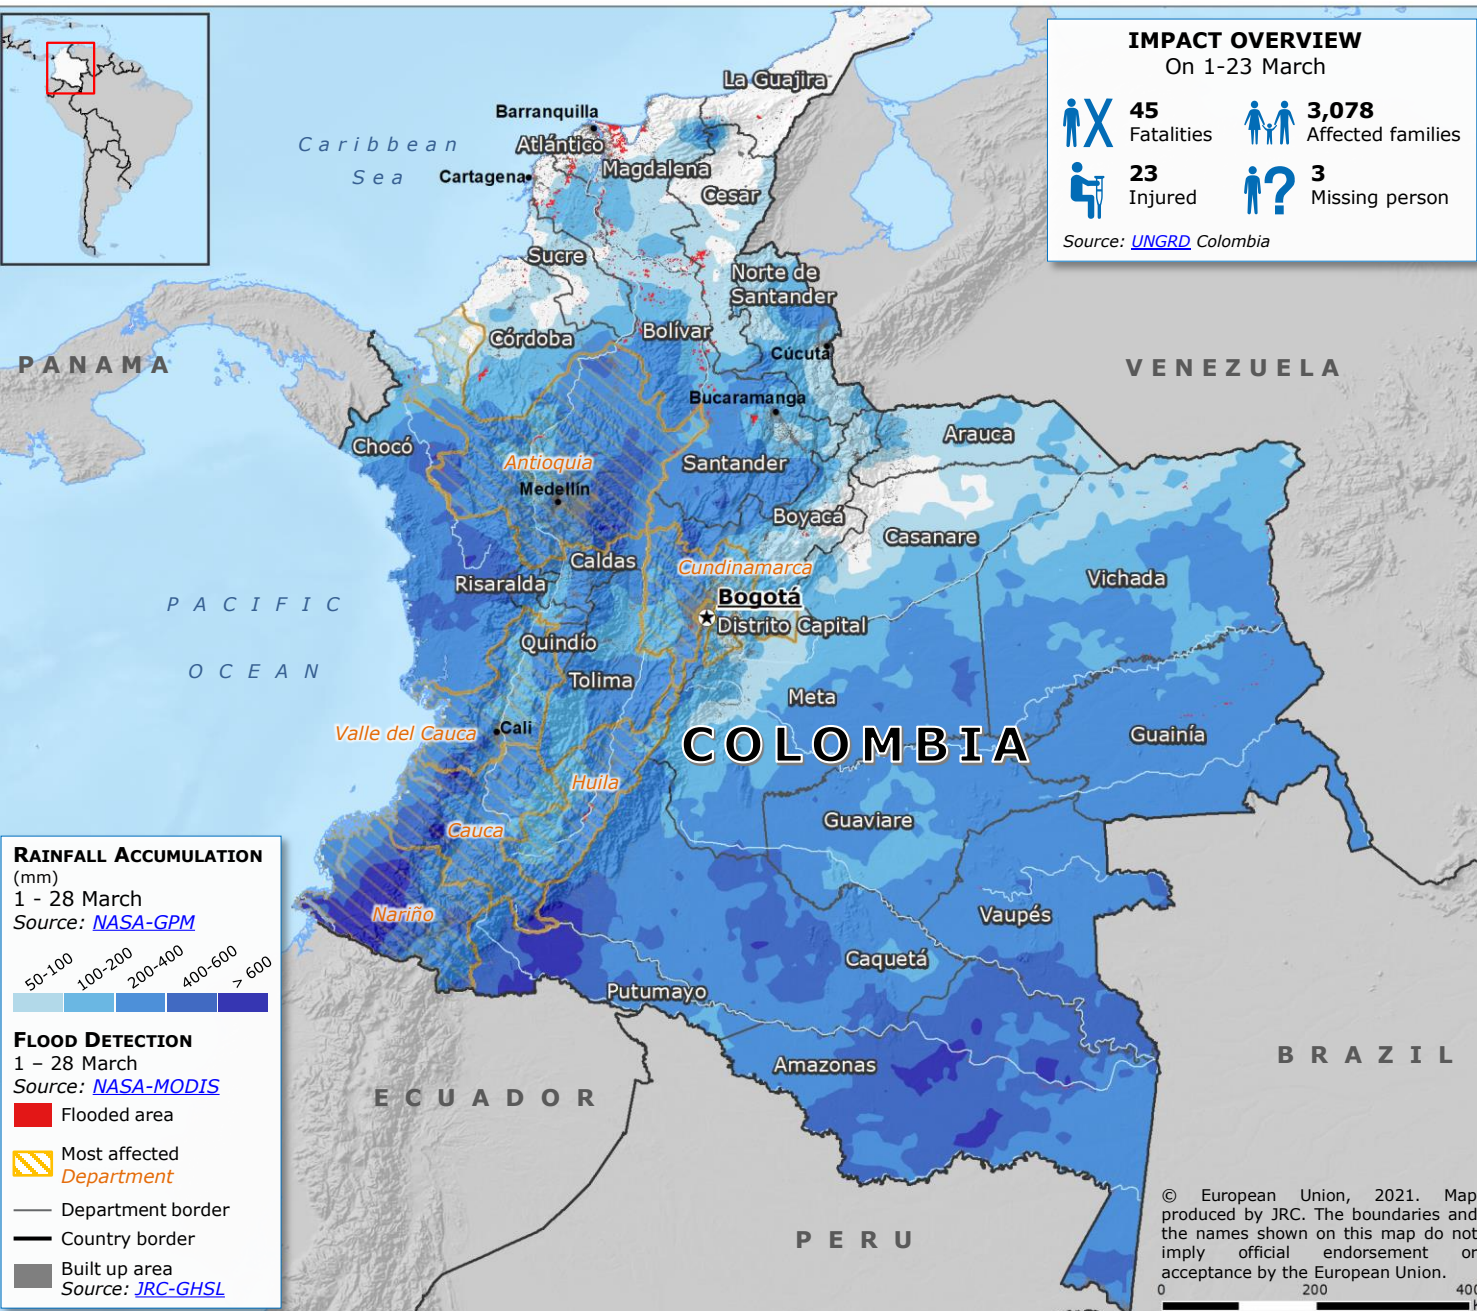 IMPACT OVERVIEW
On 1-23 March
45
Fatalities
3,078
Affected families
23
Injured
3
Missing person
Source: UNGRD Colombia
La Guajira
Barranquilla
Caribbean
Sea
Atlántico
Cartagena
Magdalena
Cesar
Sucre
Norte de
Santander
Córdoba
Bolívar
Cúcuta
PANAMA
VENEZUELA
Bucaramanga
Chocó
Arauca
Antioquia
Santander
Medellín
Boyacá
Casanare
Caldas
Cundinamarca
Risaralda
Vichada
Bogotá
PACIFIC
OCEAN
Distrito Capital
Quindío
Tolima
Meta
Cali
Valle del Cauca
COLOMBIA
Guainía
Huila
Cauca
Guaviare
Nariño
Vaupés
Caquetá
Putumayo
Amazonas
BRAZIL
ECUADOR
PERU
RAINFALL ACCUMULATION
(mm)
1 - 28 March
Source: NASA-GPM
50-100 100-200 200-400 400-600 > 600
FLOOD DETECTION
1 – 28 March
Source: NASA-MODIS
Flooded area
Most affected
Department
Department border
Country border
Built up area
Source: JRC-GHSL
© European Union, 2021. Map
produced by JRC. The boundaries and
the names shown on this map do not
imply official endorsement or
acceptance by the European Union.
0 200 400